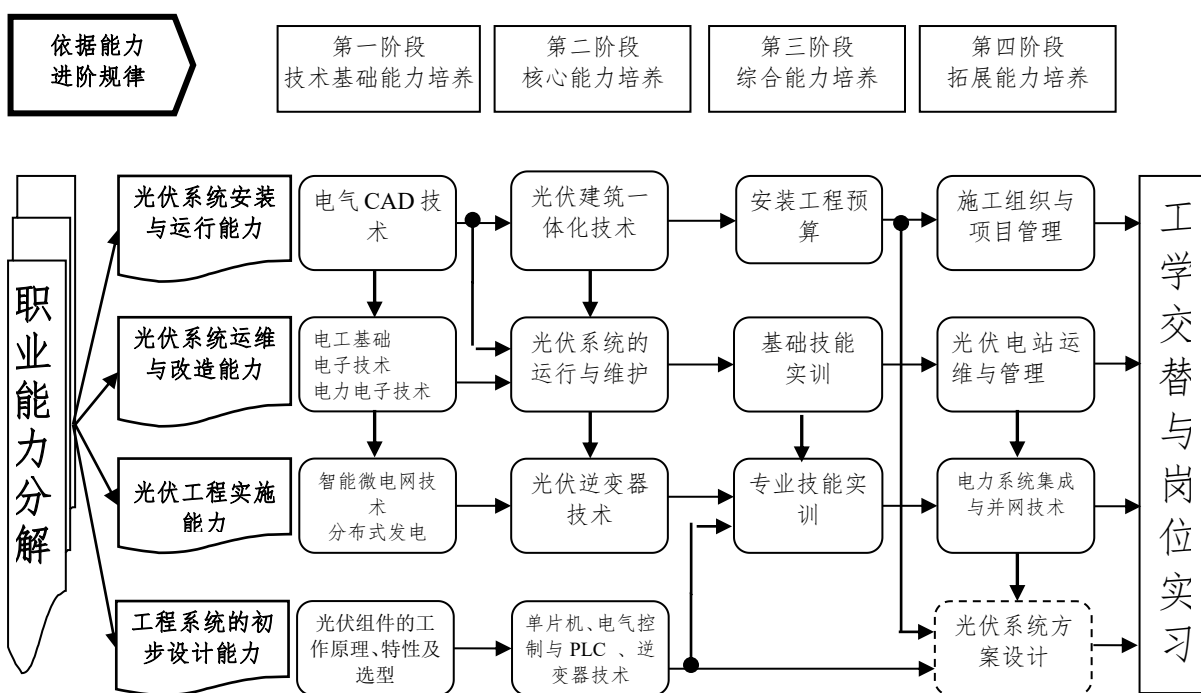 依据能力
进阶规律
第一阶段
技术基础能力培养
第二阶段
核心能力培养
第三阶段
综合能力培养
第四阶段
拓展能力培养
职业能力分解
光伏系统安装
与运行能力
电气 CAD 技
术
光伏建筑一
体化技术
安装工程预
算
施工组织与
项目管理
光伏系统运维
与改造能力
电工基础
电子技术
电力电子技术
光伏系统的
运行与维护
基础技能
实训
光伏电站运
维与管理
光伏工程实施
能力
智能微电网技
术
分布式发电
光伏逆变器
技术
专业技能实
训
电力系统集成
与并网技术
工程系统的初
步设计能力
光伏组件的工
作原理、特性及
选型
单片机、电气控
制与 PLC 、逆
变器技术
光伏系统方
案设计
工学交替与岗位实习